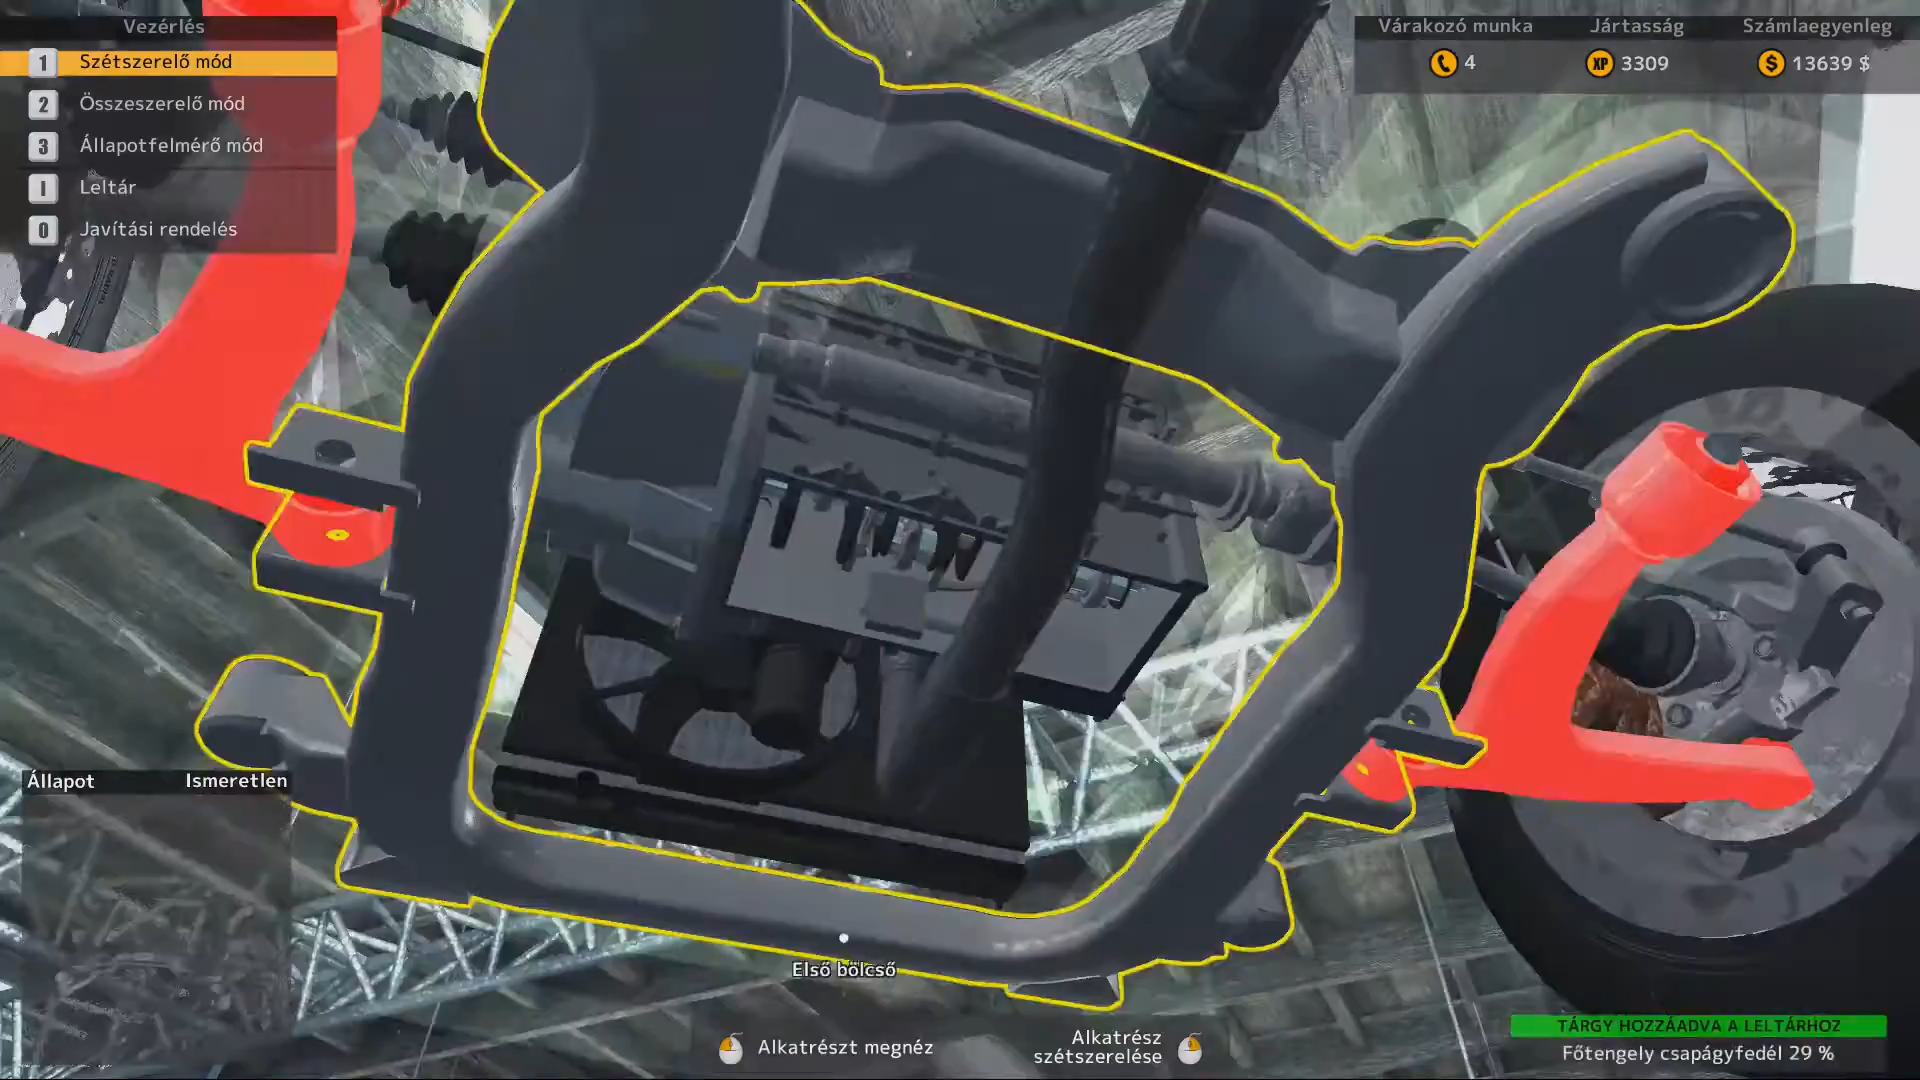 Vezérlés
1 Szétszerelő mód
2 Összeszerelő mód
3 Állapotfelmérő mód
I Leltár
O Javítási rendelés
Várakozó munka Jártasság Számlaegyenleg
4 XP 3309 $ 13639 $
Állapot Ismeretlen
Első bölcső
Alkatrészt megnéz
Alkatrész
szétszerelése
TÁRGY HOZZÁADVA A LELTÁRHOZ
Főtengely csapágyfedél 29 %